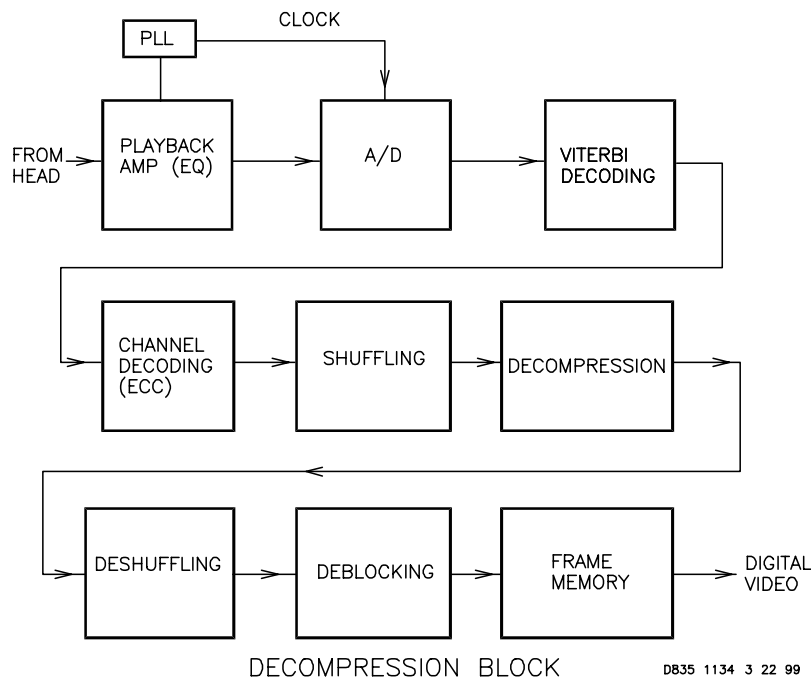 PLL
CLOCK
FROM
HEAD
PLAYBACK
AMP (EQ)
A/D
VITERBI
DECODING
CHANNEL
DECODING
(ECC)
SHUFFLING
DECOMPRESSION
DESHUFFLING
DEBLOCKING
FRAME
MEMORY
DIGITAL
VIDEO
DECOMPRESSION BLOCK
D835 1134 3 22 99